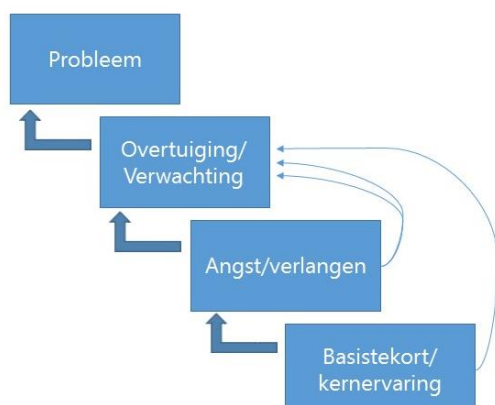 Probleem
Overtuiging/
Verwachting
Angst/verlangen
Basistekort/
kernervaring